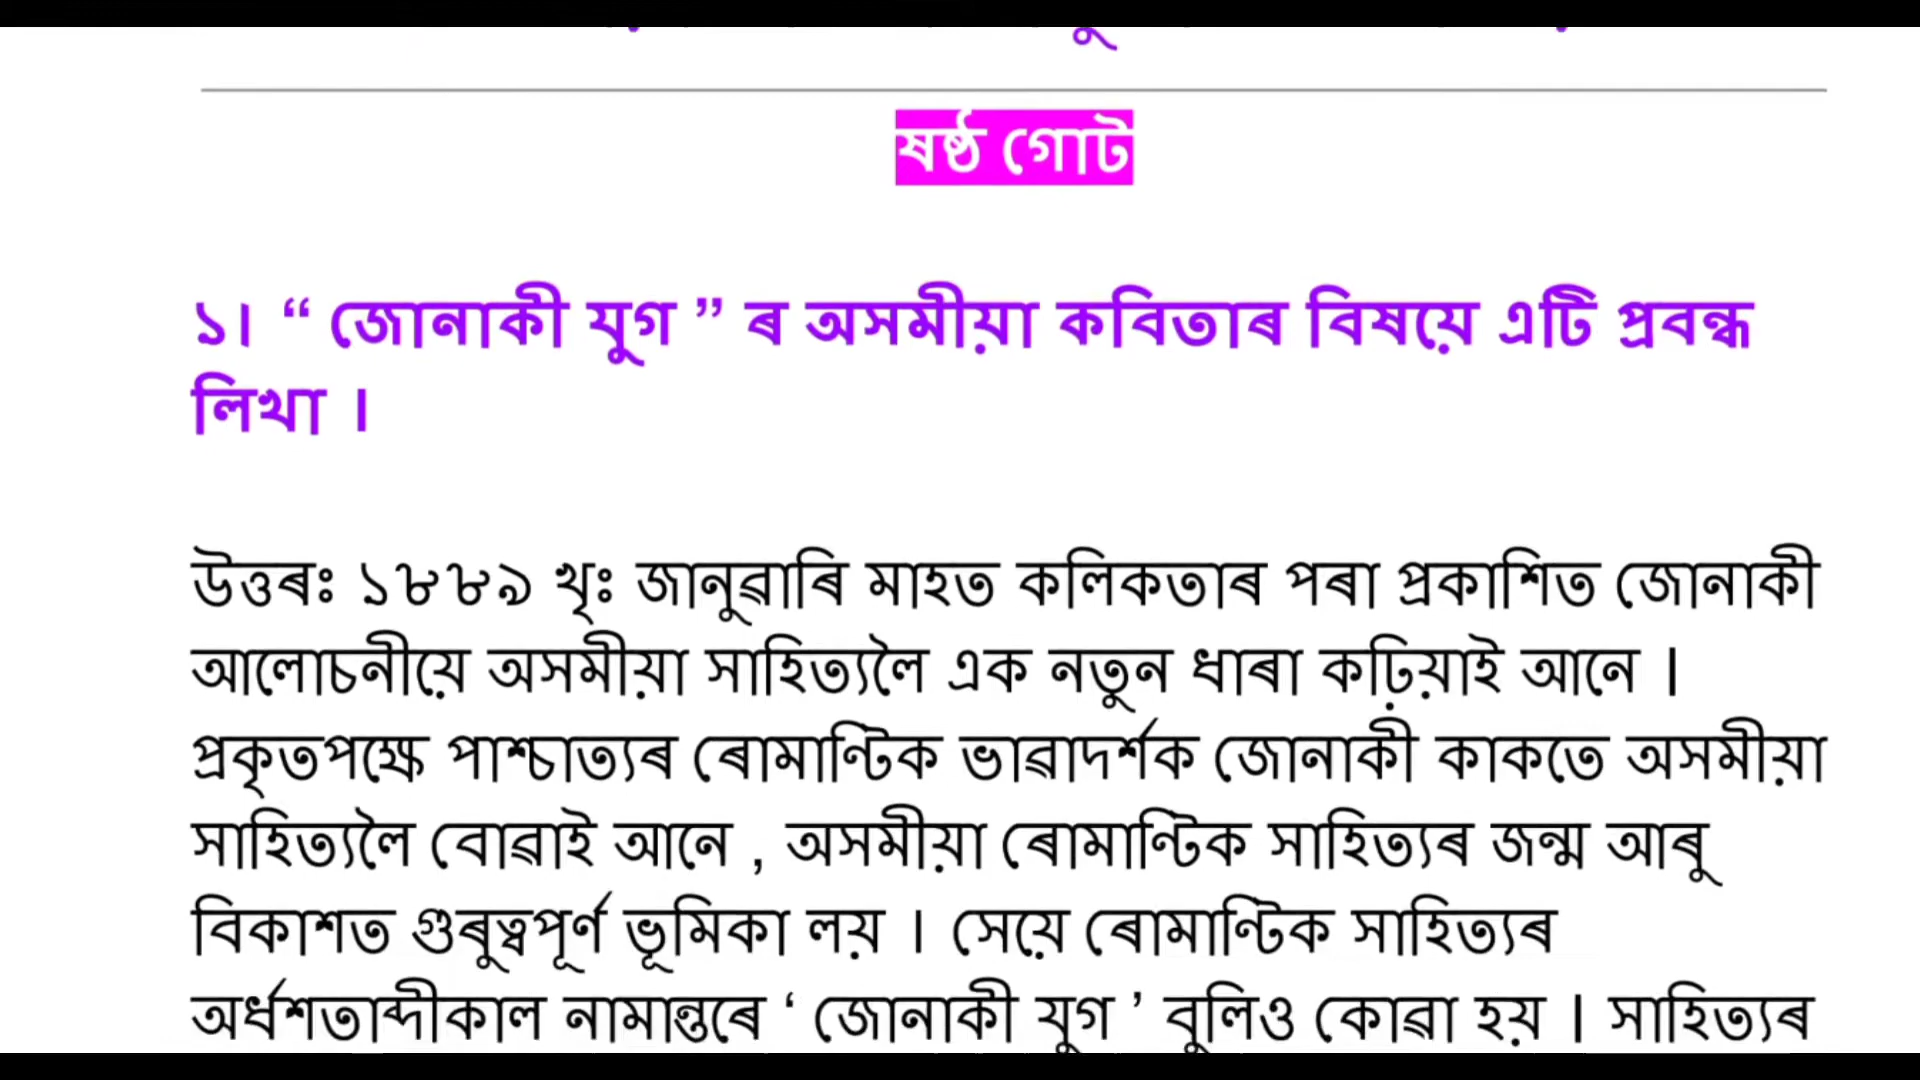 ষষ্ঠ গোট
১। “ জোনাকী যুগ ” ৰ অসমীয়া কবিতাৰ বিষয়ে এটি প্ৰবন্ধ
লিখা ।
উত্তৰঃ ১৮৮৯ খৃঃ জানুৱাৰি মাহত কলিকতাৰ পৰা প্ৰকাশিত জোনাকী
আলোচনীয়ে অসমীয়া সাহিত্যলৈ এক নতুন ধাৰা কঢ়িয়াই আনে |
প্ৰকৃতপক্ষে পাশ্চাত্যৰ ৰোমাণ্টিক ভাৱাদৰ্শক জোনাকী কাকতে অসমীয়া
সাহিত্যলৈ বোৱাই আনে , অসমীয়া ৰোমাণ্টিক সাহিত্যৰ জন্ম আৰু
বিকাশত গুৰুত্বপূৰ্ণ ভূমিকা লয় । সেয়ে ৰোমাণ্টিক সাহিত্যৰ
অৰ্ধশতাব্দীকাল নামান্তৰে ‘ জোনাকী যুগ ’ বুলিও কোৱা হয় | সাহিত্যৰ